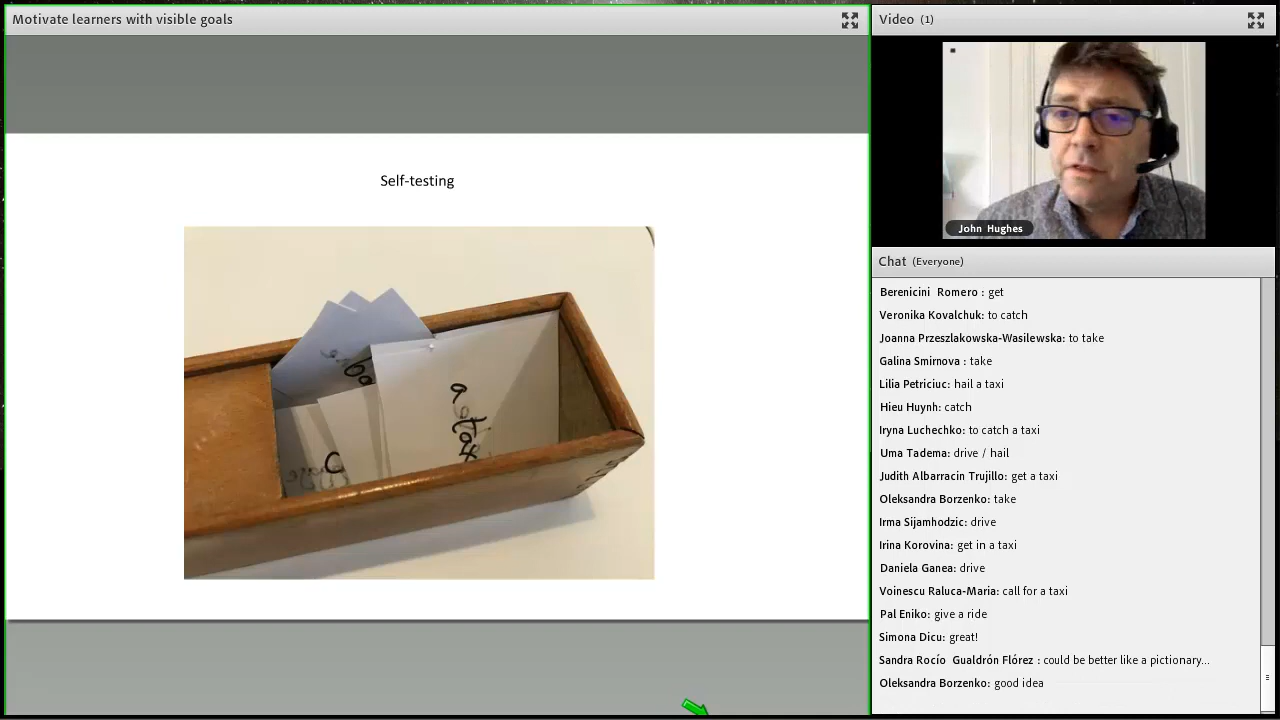 Motivate learners with visible goals
Self-testing
a tax
Video (1)
John Hughes
Chat (Everyone)
Berenicini Romero : get
Veronika Kovalchuk: to catch
Joanna Przeszlakowska-Wasilewska: to take
Galina Smirnova : take
Lilia Petriciuc: hail a taxi
Hieu Huynh: catch
Iryna Luchechko: to catch a taxi
Uma Tadema: drive / hail
Judith Albarracin Trujillo: get a taxi
Oleksandra Borzenko: take
Irma Sijamhodzic: drive
Irina Korovina: get in a taxi
Daniela Ganea: drive
Voinescu Raluca-Maria: call for a taxi
Pal Eniko: give a ride
Simona Dicu: great!
Sandra Rocío Gualdrón Flórez : could be better like a pictionary...
Oleksandra Borzenko: good idea